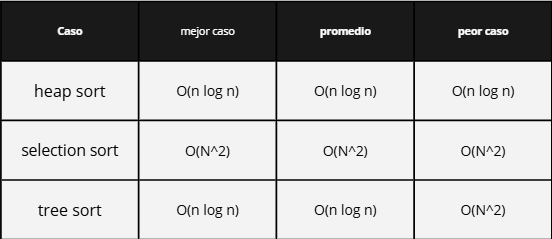 Caso mejor caso promedio peor caso
heap sort O(n log n) O(n log n) O(n log n)
selection sort O(N^2) O(N^2) O(N^2)
tree sort O(n log n) O(n log n) O(N^2)